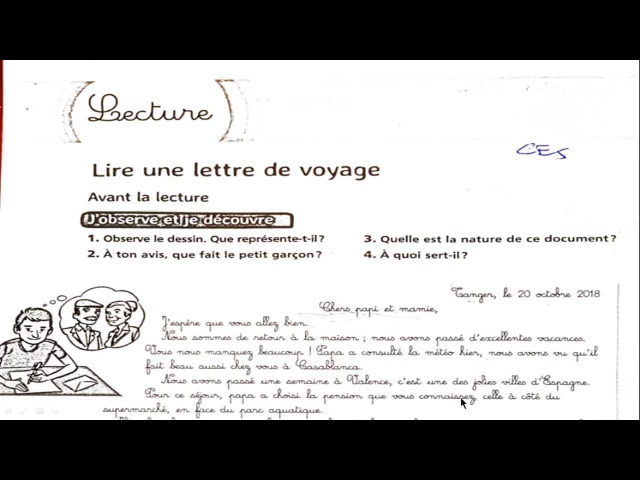 Lecture
CE5
Lire une lettre de voyage
Avant la lecture
J'observe et je découvre
1. Observe le dessin. Que représente-t-il ?
2. À ton avis, que fait le petit garçon ?
3. Quelle est la nature de ce document ?
4. À quoi sert-il ?
Tanger, le 20 octobre 2018
Chers papi et mamie,
J'espère que vous allez bien.
Nous sommes de retour à la maison ; nous avons passé d'excellentes vacances.
Vous nous manquez beaucoup ! Papa a consulté la météo hier, nous avons vu qu'il
fait beau aussi chez vous à Casablanca.
Nous avons passé une semaine à Valence, c'est une des jolies villes d'Espagne.
Pour ce séjour, papa a choisi la pension que vous connaissez, celle à côté du
supermarché, en face du parc aquatique.